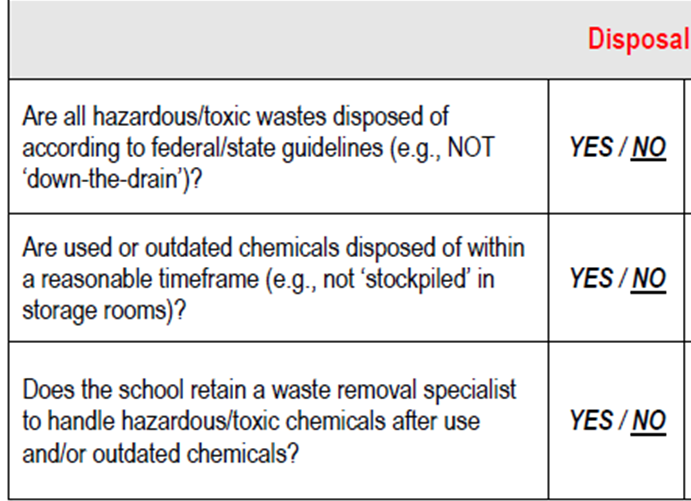 Disposal
Are all hazardous/toxic wastes disposed of
according to federal/state guidelines (e.g., NOT
‘down-the-drain’)?
YES / NO
Are used or outdated chemicals disposed of within
a reasonable timeframe (e.g., not ‘stockpiled’ in
storage rooms)?
YES / NO
Does the school retain a waste removal specialist
to handle hazardous/toxic chemicals after use
and/or outdated chemicals?
YES / NO